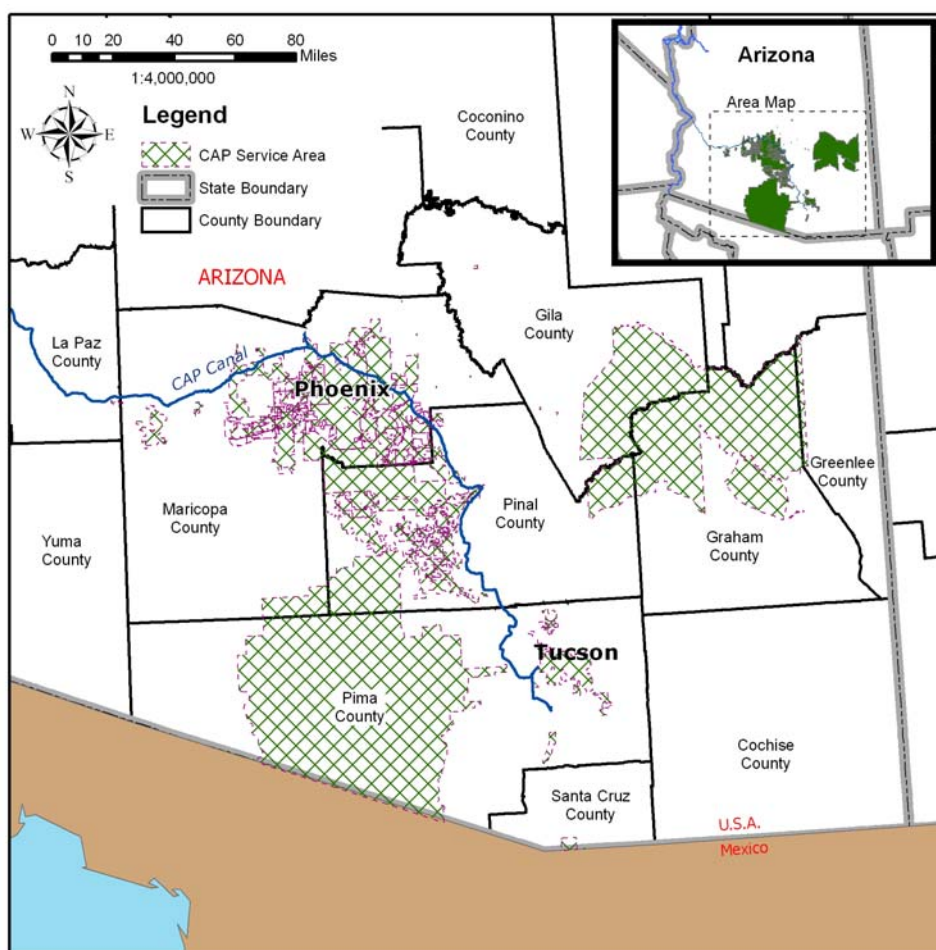 0 10 20 40 60 80
Miles
1:4,000,000
N
W E
S
Legend
CAP Service Area
State Boundary
County Boundary
Arizona
Area Map
Coconino
County
ARIZONA
Gila
County
La Paz
County
CAP Canal
Phoenix
Greenlee
County
Maricopa
County
Pinal
County
Yuma
County
Graham
County
Tucson
Pima
County
Cochise
County
Santa Cruz
County
U.S.A.
Mexico